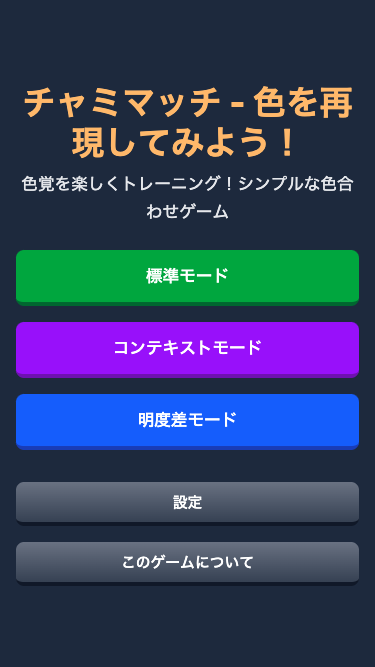 チャミマッチ - 色を再
現してみよう！
色覚を楽しくトレーニング！シンプルな色合
わせゲーム
標準モード
コンテキストモード
明度差モード
設定
このゲームについて